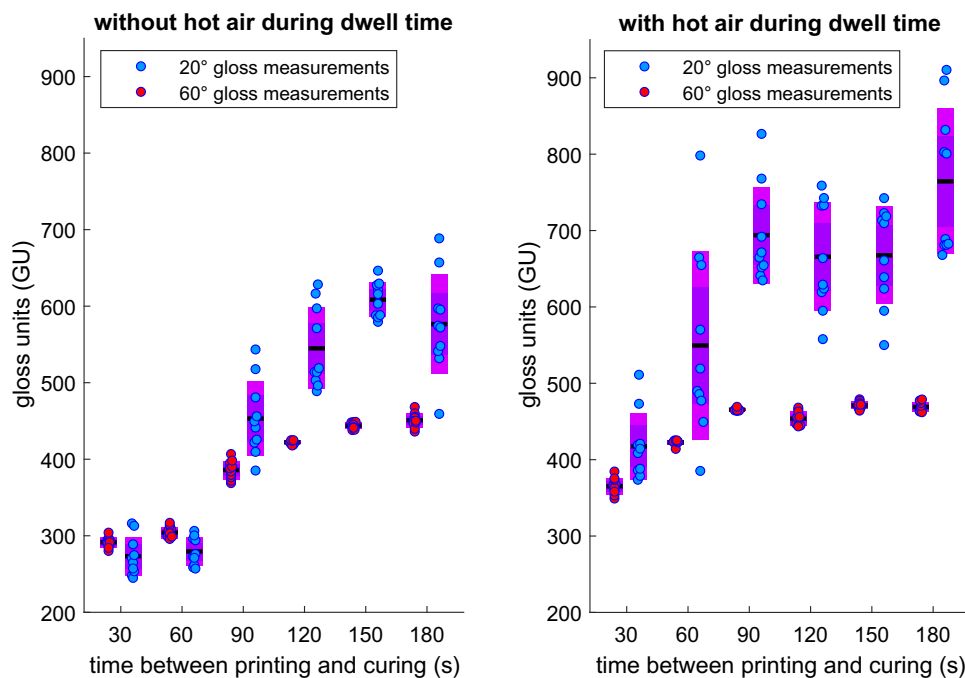 without hot air during dwell time
20° gloss measurements
60° gloss measurements
900
800
700
600
500
400
300
200
gloss units (GU)
30 60 90 120 150 180
time between printing and curing (s)
with hot air during dwell time
20° gloss measurements
60° gloss measurements
900
800
700
600
500
400
300
200
gloss units (GU)
30 60 90 120 150 180
time between printing and curing (s)